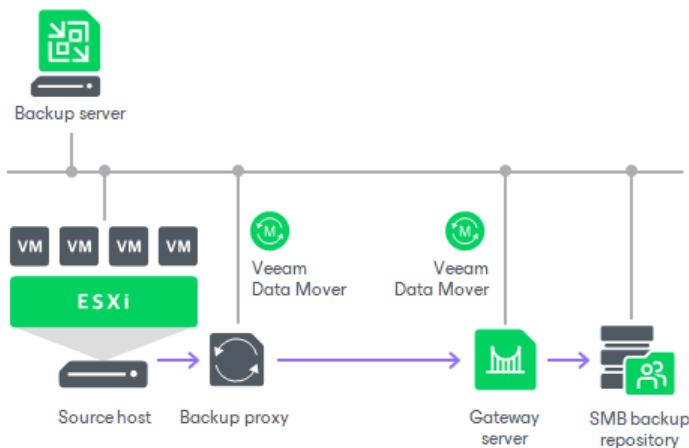 Backup server
VM VM VM VM
M
M
Veeam
Data Mover
Veeam
Data Mover
ESXi
Source host
Backup proxy
Gateway
server
SMB backup
repository